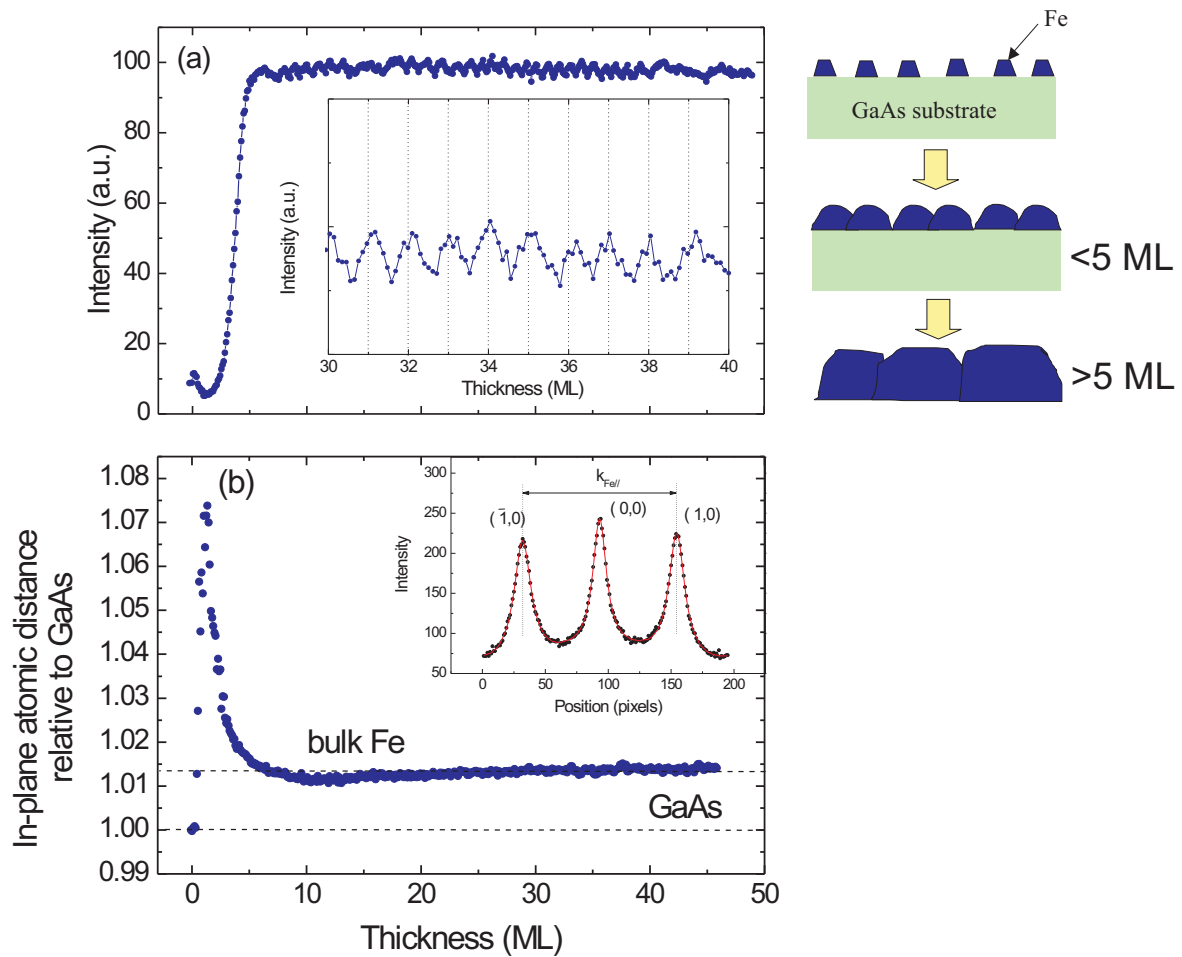 (a)
Intensity (a.u.)
100
80
60
40
20
0
Intensity (a.u.)
30 32 34 36 38 40
Thickness (ML)
Fe
GaAs substrate
<5 ML
>5 ML
(b)
In-plane atomic distance
relative to GaAs
1.08
1.07
1.06
1.05
1.04
1.03
1.02
1.01
1.00
0.99
bulk Fe
GaAs
0 10 20 30 40 50
Thickness (ML)
Intensity
300
250
200
150
100
50
k Fe//
( 1̅,0)
( 0,0)
( 1,0)
0 50 100 150 200
Position (pixels)